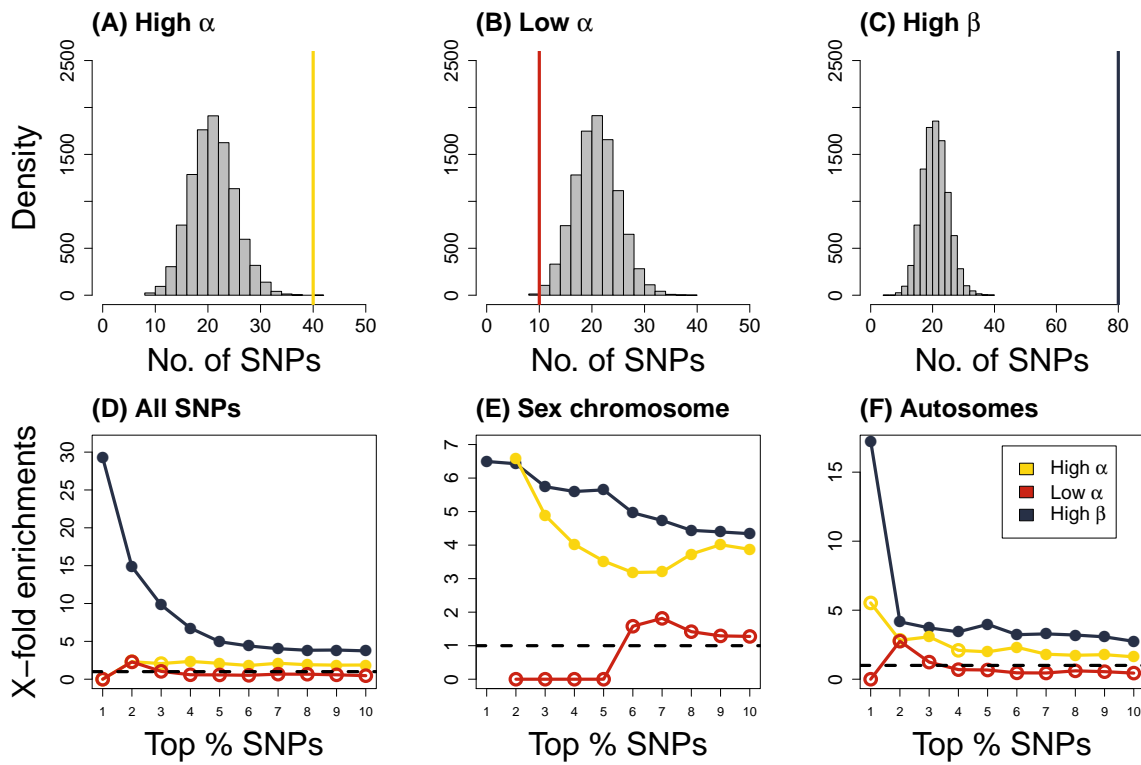 (A) High α
(B) Low α
(C) High β
Density
0 500 1500 2500
0 500 1500 2500
0 500 1500 2500
0 10 20 30 40 50
0 10 20 30 40 50
0 20 40 60 80
No. of SNPs
No. of SNPs
No. of SNPs
(D) All SNPs
(E) Sex chromosome
(F) Autosomes
X–fold enrichments
0 5 10 15 20 25 30
0 1 2 3 4 5 6 7
0 5 10 15
High α
Low α
High β
1 2 3 4 5 6 7 8 9 10
1 2 3 4 5 6 7 8 9 10
1 2 3 4 5 6 7 8 9 10
Top % SNPs
Top % SNPs
Top % SNPs